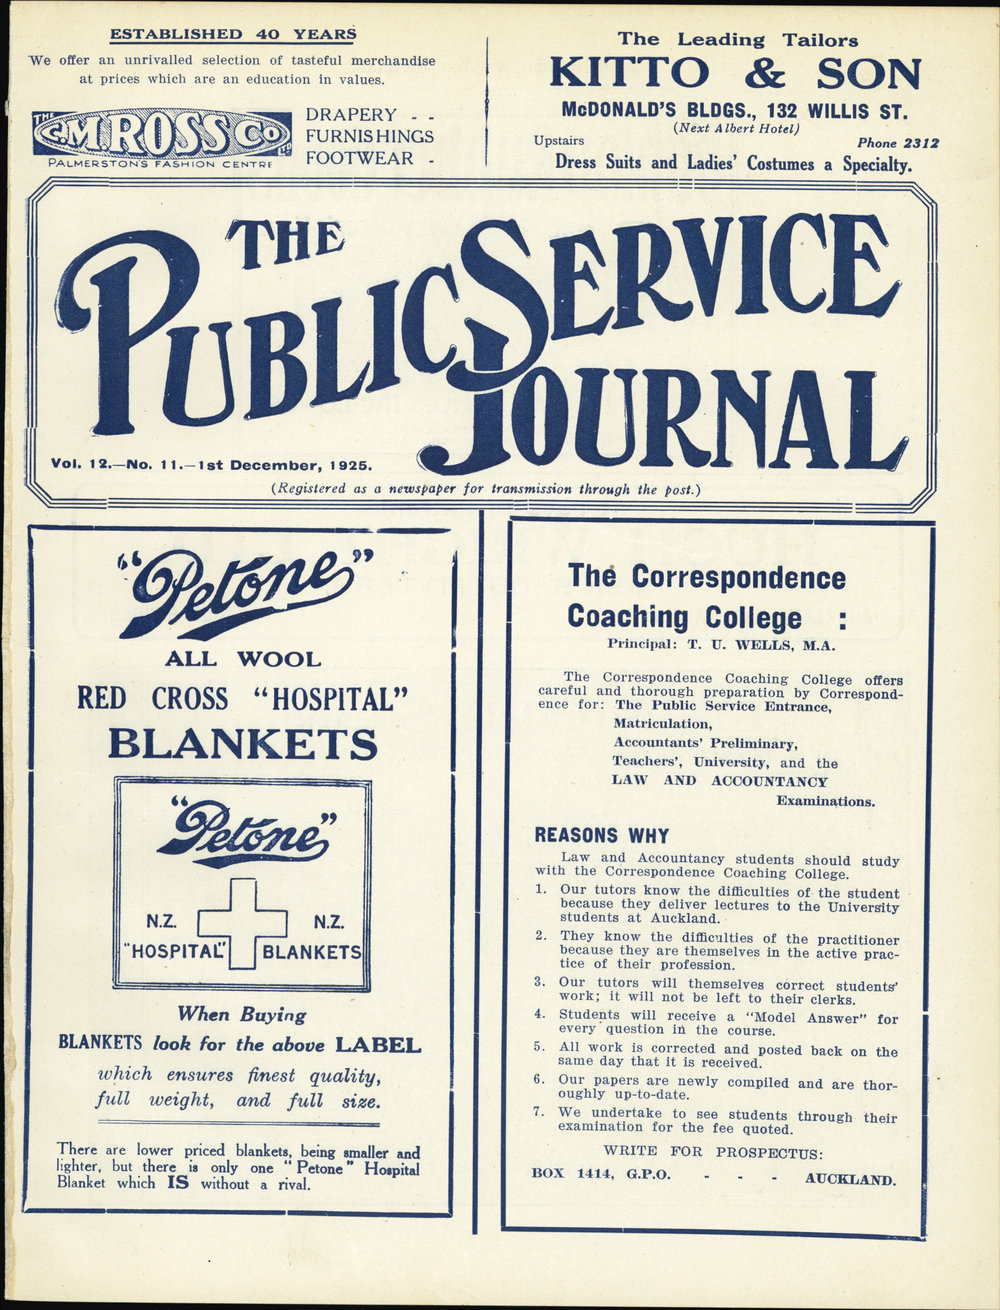 ESTABLISHED 40 YEARS
We offer an unrivalled selection of tasteful merchandise
at prices which are an education in values.
THE C.M.ROSS Co LTD
PALMERSTON'S FASHION CENTRE
DRAPERY - -
FURNISHINGS
FOOTWEAR -
The Leading Tailors
KITTO & SON
McDONALD'S BLDGS., 132 WILLIS ST.
(Next Albert Hotel)
Upstairs Phone 2312
Dress Suits and Ladies' Costumes a Specialty.
THE
PUBLIC SERVICE
JOURNAL
Vol. 12.—No. 11.—1st December, 1925.
(Registered as a newspaper for transmission through the post.)
"Petone"
ALL WOOL
RED CROSS "HOSPITAL"
BLANKETS
"Petone"
N.Z. N.Z.
"HOSPITAL" BLANKETS
When Buying
BLANKETS look for the above LABEL
which ensures finest quality,
full weight, and full size.
There are lower priced blankets, being smaller and
lighter, but there is only one "Petone" Hospital
Blanket which IS without a rival.
The Correspondence
Coaching College :
Principal: T. U. WELLS, M.A.
The Correspondence Coaching College offers
careful and thorough preparation by Correspond-
ence for: The Public Service Entrance,
Matriculation,
Accountants' Preliminary,
Teachers', University, and the
LAW AND ACCOUNTANCY
Examinations.
REASONS WHY
Law and Accountancy students should study
with the Correspondence Coaching College.
1. Our tutors know the difficulties of the student
because they deliver lectures to the University
students at Auckland.
2. They know the difficulties of the practitioner
because they are themselves in the active prac-
tice of their profession.
3. Our tutors will themselves correct students'
work; it will not be left to their clerks.
4. Students will receive a "Model Answer" for
every question in the course.
5. All work is corrected and posted back on the
same day that it is received.
6. Our papers are newly compiled and are thor-
oughly up-to-date.
7. We undertake to see students through their
examination for the fee quoted.
WRITE FOR PROSPECTUS:
BOX 1414, G.P.O. - - - AUCKLAND.